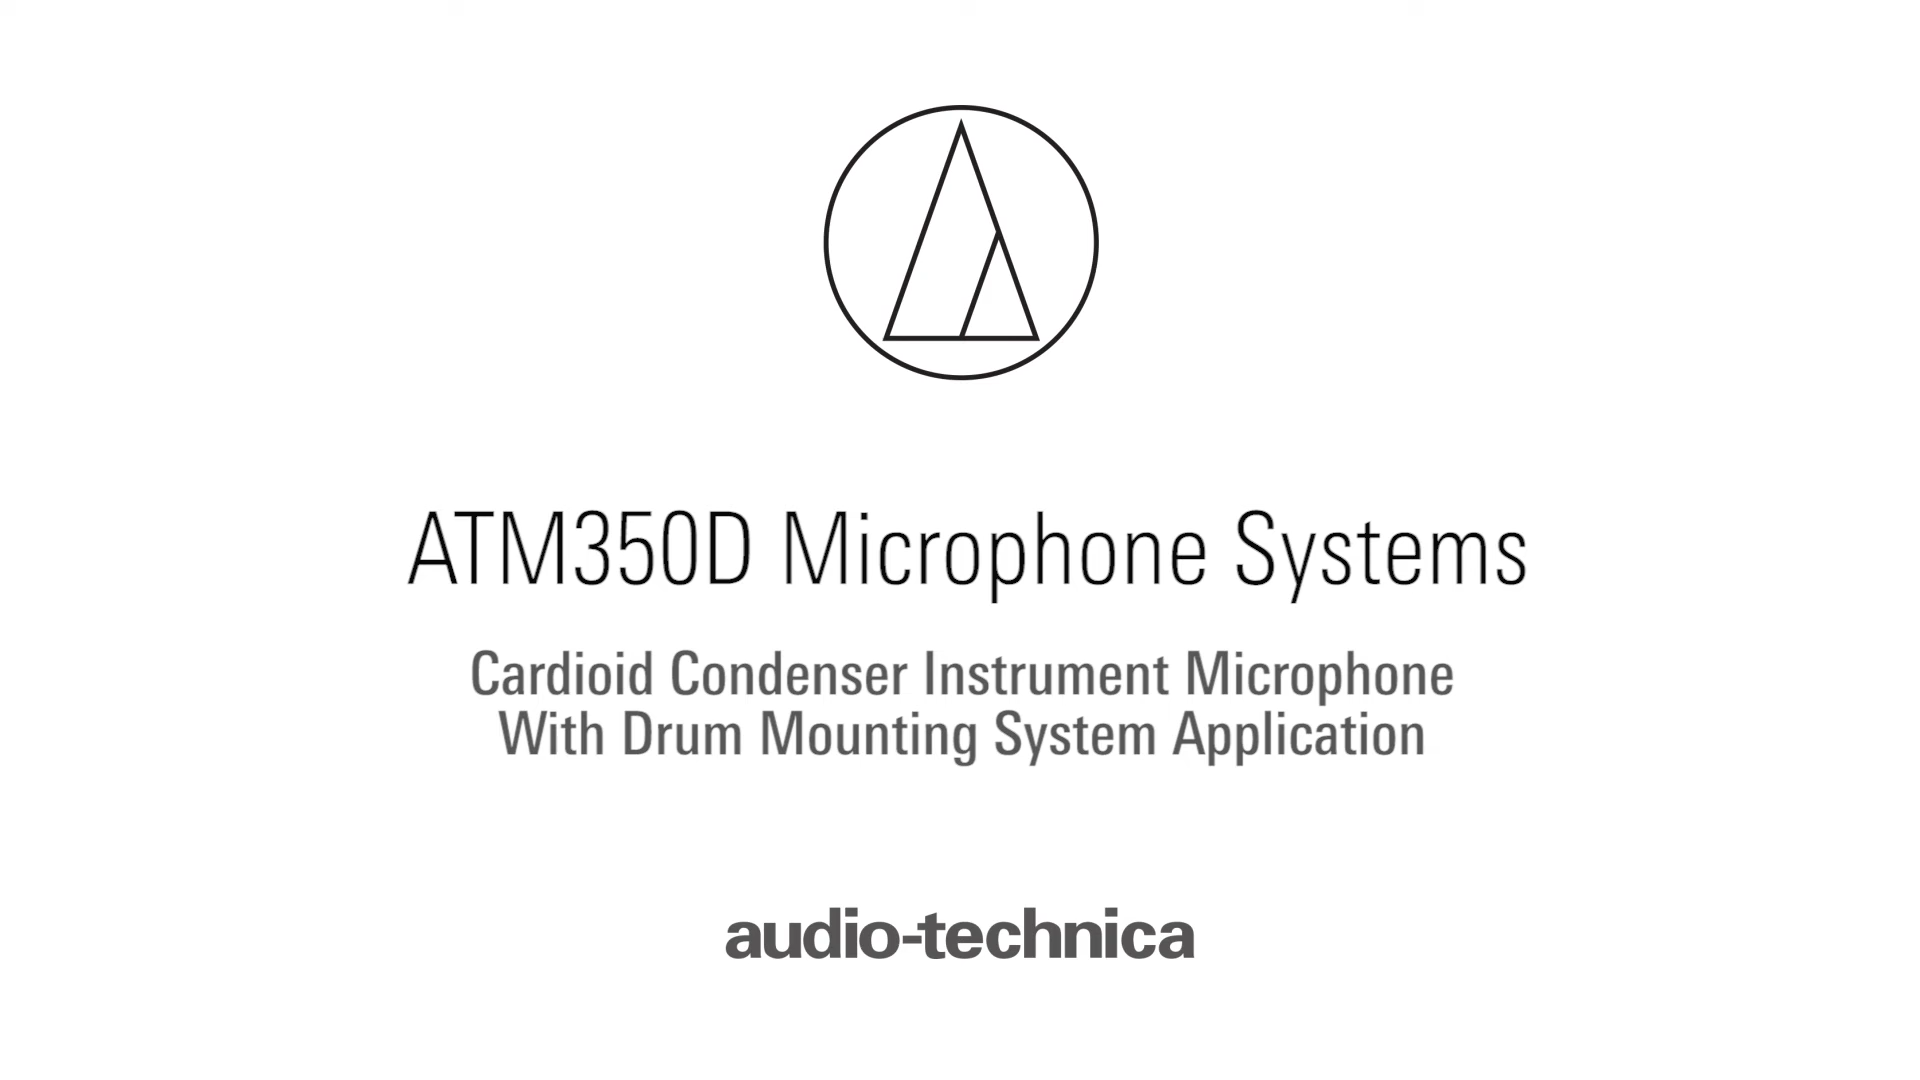 ATM350D Microphone Systems
Cardioid Condenser Instrument Microphone
With Drum Mounting System Application
audio-technica